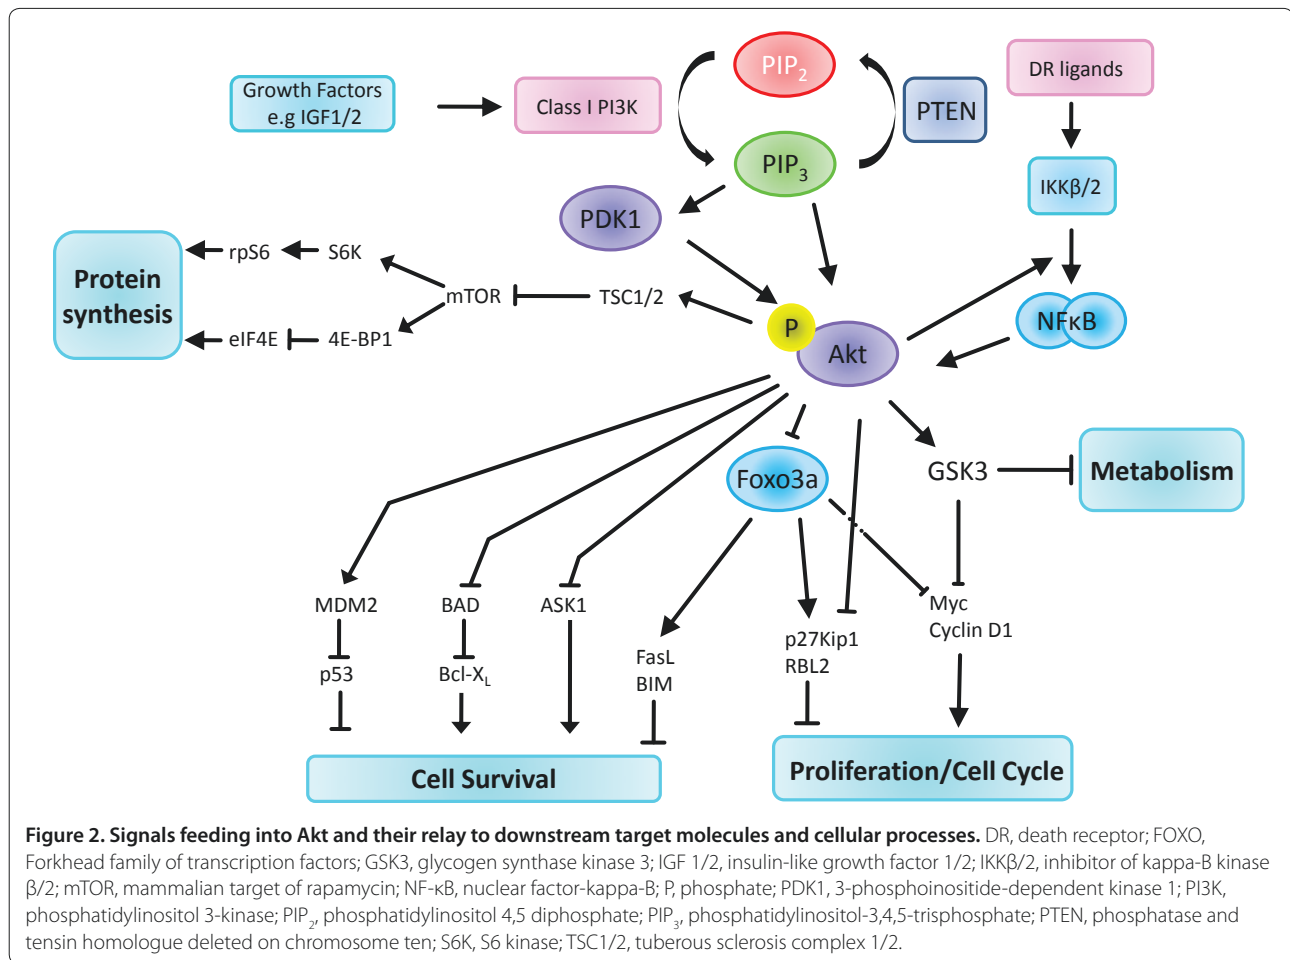 PIP2
DR ligands
Growth Factors
e.g IGF1/2
Class I PI3K
PTEN
PIP3
IKKβ/2
PDK1
Protein
synthesis
rpS6
S6K
mTOR
TSC1/2
eIF4E
4E-BP1
P
Akt
NFκB
Foxo3a
GSK3
Metabolism
MDM2
BAD
ASK1
Myc
Cyclin D1
p53
Bcl-XL
FasL
BIM
p27Kip1
RBL2
Cell Survival
Proliferation/Cell Cycle
Figure 2. Signals feeding into Akt and their relay to downstream target molecules and cellular processes. DR, death receptor; FOXO,
Forkhead family of transcription factors; GSK3, glycogen synthase kinase 3; IGF 1/2, insulin-like growth factor 1/2; IKKβ/2, inhibitor of kappa-B kinase
β/2; mTOR, mammalian target of rapamycin; NF-κB, nuclear factor-kappa-B; P, phosphate; PDK1, 3-phosphoinositide-dependent kinase 1; PI3K,
phosphatidylinositol 3-kinase; PIP2, phosphatidylinositol 4,5 diphosphate; PIP3, phosphatidylinositol-3,4,5-trisphosphate; PTEN, phosphatase and
tensin homologue deleted on chromosome ten; S6K, S6 kinase; TSC1/2, tuberous sclerosis complex 1/2.